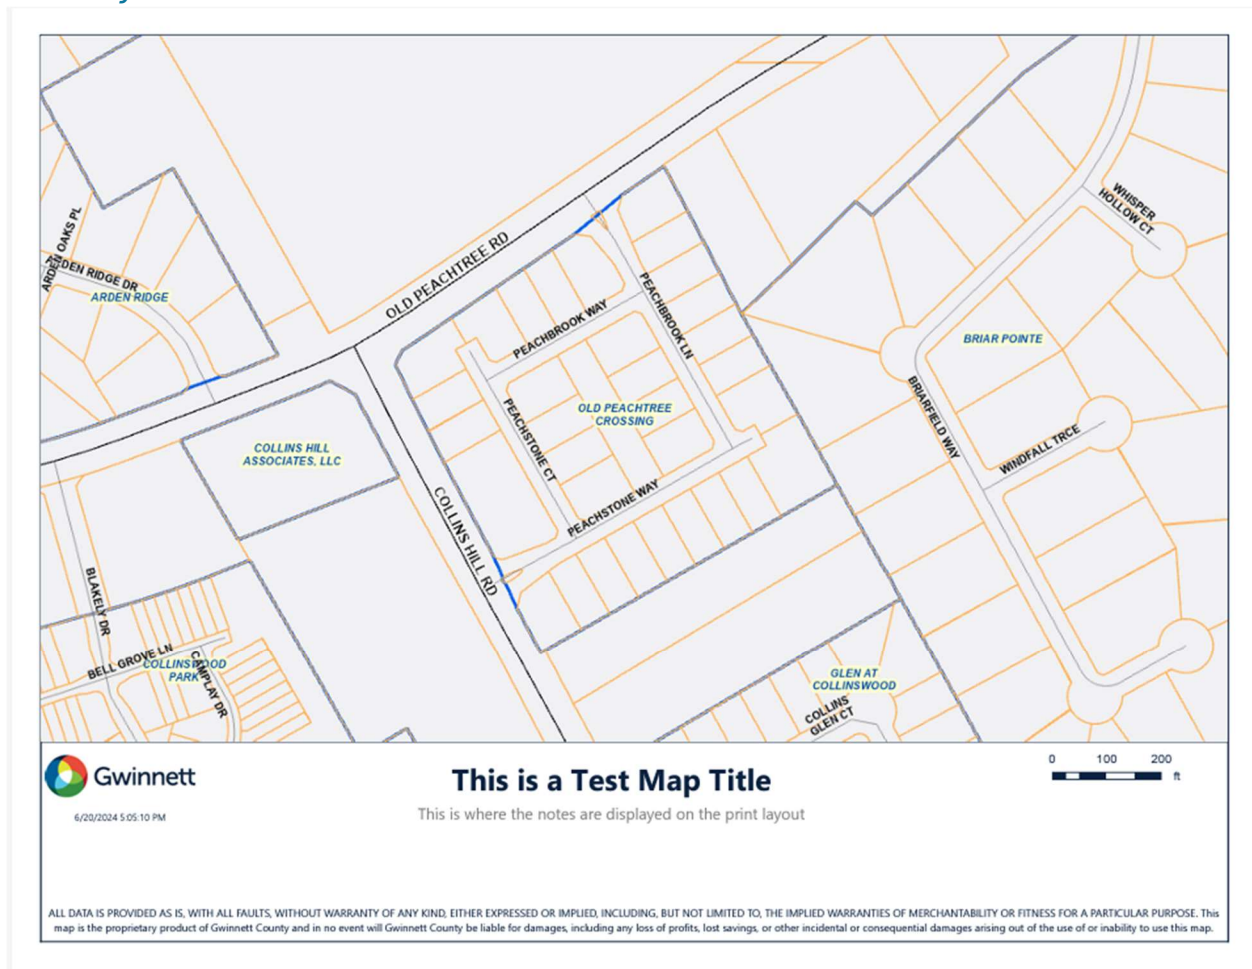 ARDEN OAKS PL
ARDEN RIDGE DR
ARDEN RIDGE
OLD PEACHTREE RD
WHISPER
HOLLOW CT
PEACHBROOK WAY
PEACHBROOK LN
BRIAR POINTE
OLD PEACHTREE
CROSSING
PEACHSTONE CT
BRIARFIELD WAY
WINDFALL TRCE
COLLINS HILL
ASSOCIATES, LLC
COLLINS HILL RD
PEACHSTONE WAY
BLAKELY DR
BELL GROVE LN
COLLINSWOOD
PARK
CAMPLAY DR
GLEN AT
COLLINSWOOD
COLLINS
GLEN CT
Gwinnett
6/20/2024 5:05:10 PM
This is a Test Map Title
This is where the notes are displayed on the print layout
0 100 200
ft
ALL DATA IS PROVIDED AS IS, WITH ALL FAULTS, WITHOUT WARRANTY OF ANY KIND, EITHER EXPRESSED OR IMPLIED, INCLUDING, BUT NOT LIMITED TO, THE IMPLIED WARRANTIES OF MERCHANTABILITY OR FITNESS FOR A PARTICULAR PURPOSE. This
map is the proprietary product of Gwinnett County and in no event will Gwinnett County be liable for damages, including any loss of profits, lost savings, or other incidental or consequential damages arising out of the use of or inability to use this map.